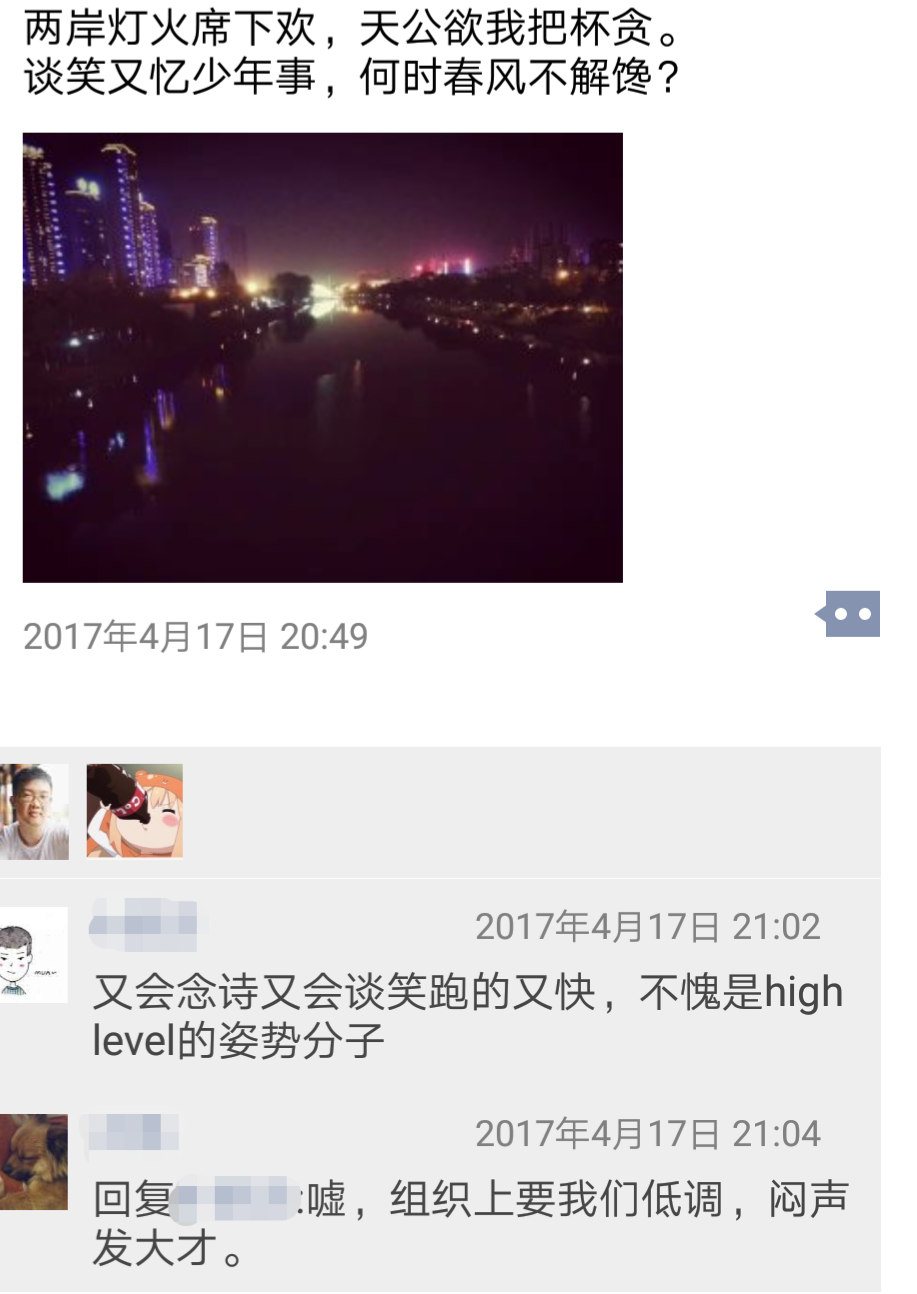 两岸灯火席下欢，天公欲我把杯贪。
谈笑又忆少年事，何时春风不解馋？
2017年4月17日 20:49
2017年4月17日 21:02
又会念诗又会谈笑跑的又快，不愧是high
level的姿势分子
2017年4月17日 21:04
回复:嘘，组织上要我们低调，闷声
发大才。